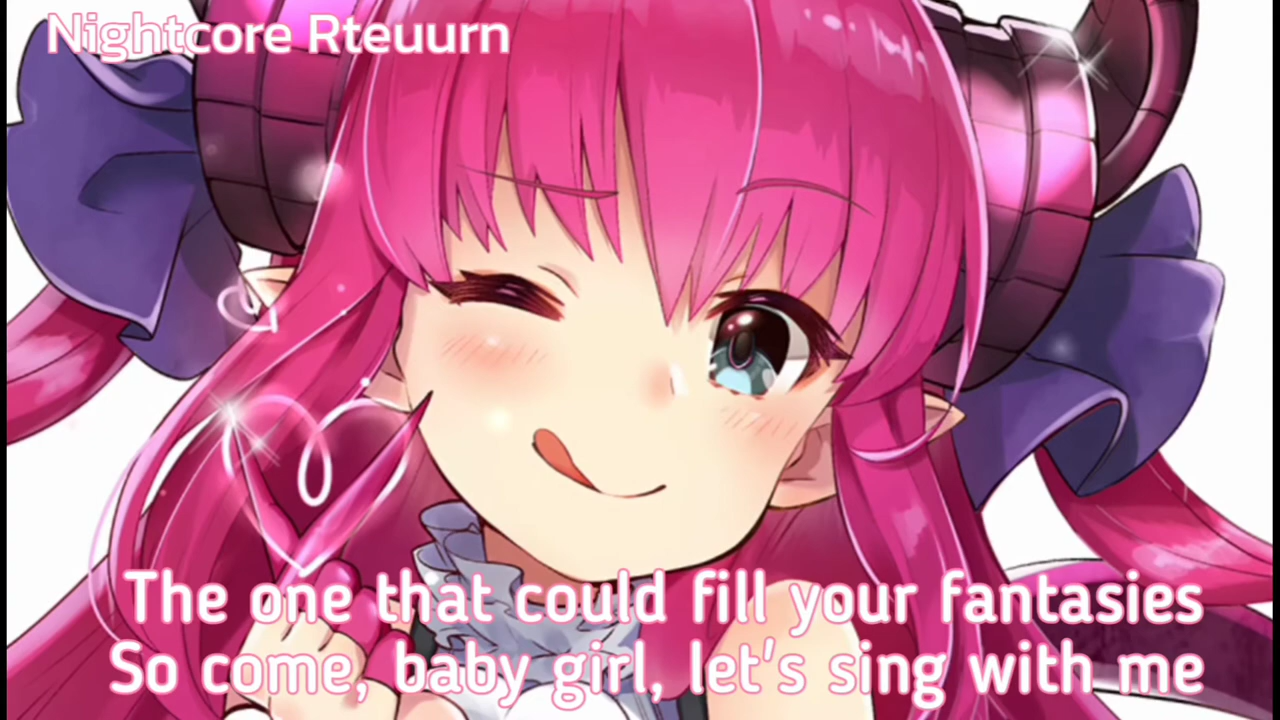 Nightcore Rteuurn
The one that could fill your fantasies
So come, baby girl, let's sing with me